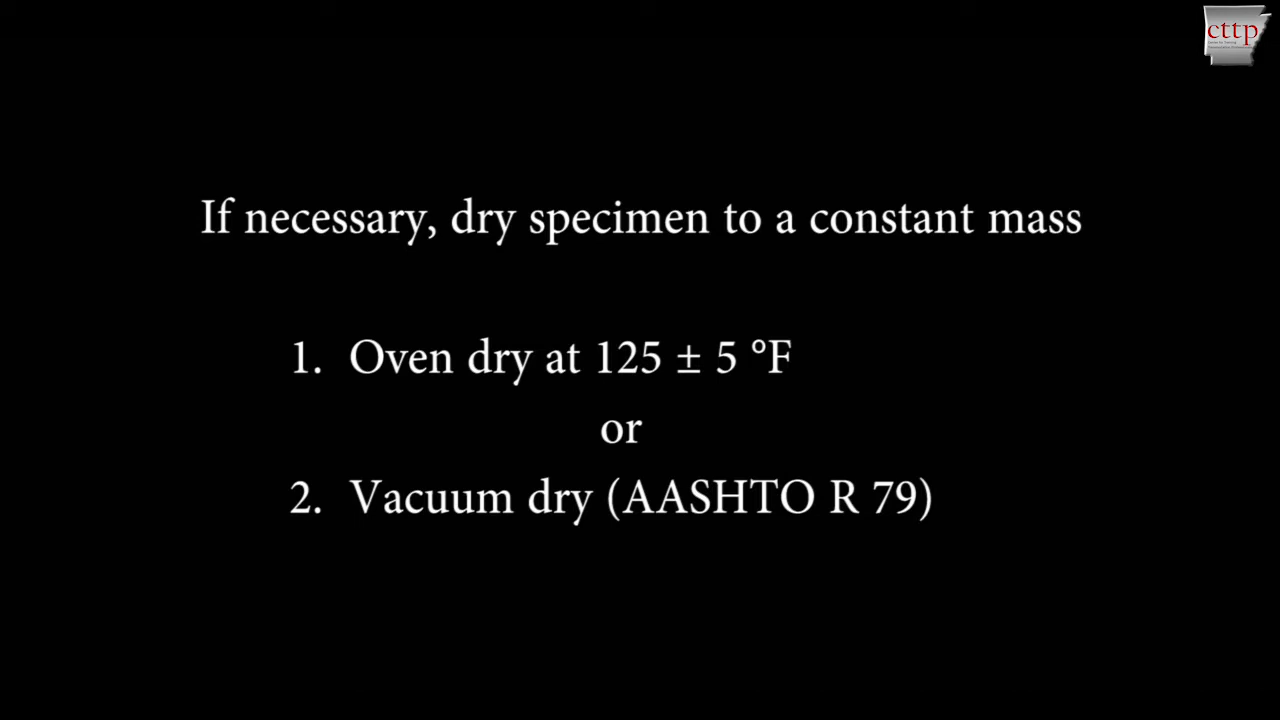 cttp
If necessary, dry specimen to a constant mass
1. Oven dry at 125 ± 5 °F
or
2. Vacuum dry (AASHTO R 79)